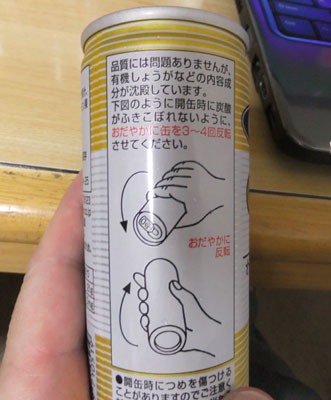 品質には問題ありませんが、
有機しょうがなどの内容成
分が沈殿しています。
下図のように開缶時に炭酸
がふきこぼれないように、
おだやかに缶を3〜4回反転
させてください。
おだやかに
反転
●開缶時につめを傷つける
ことがありますのでご注意く